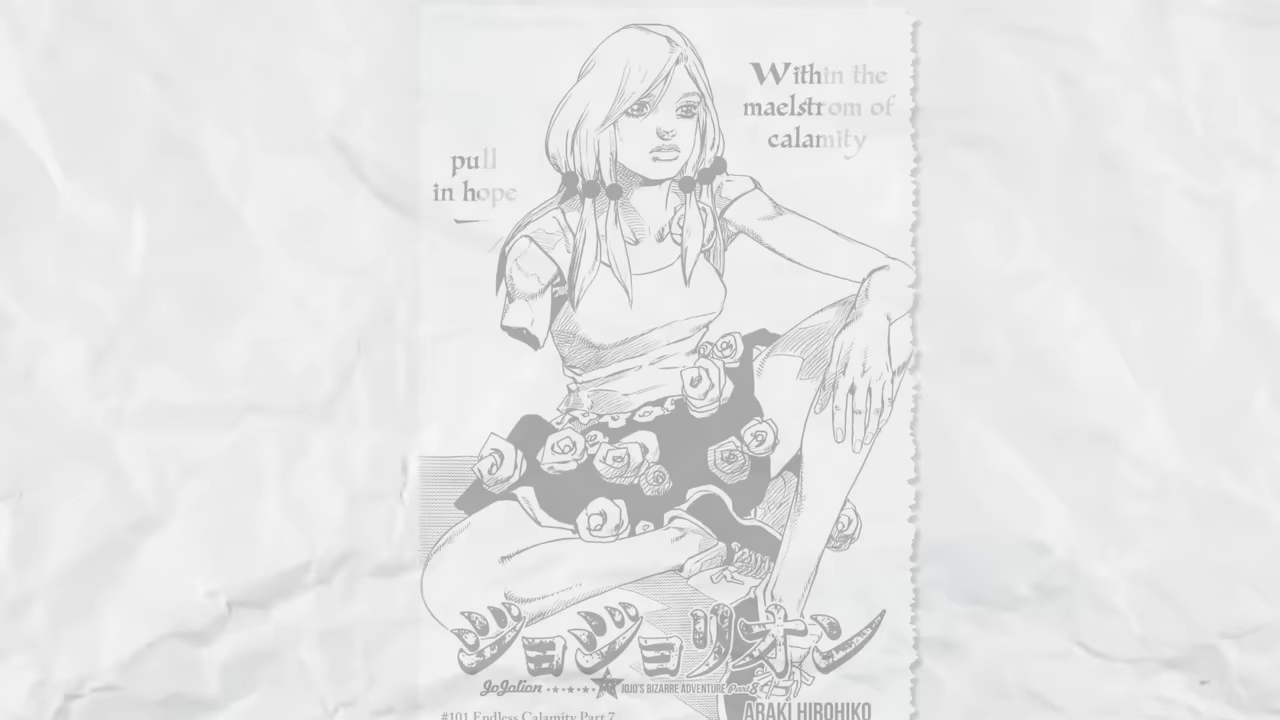 Within the
maelstrom of
calamity
pull
in hope
ジョジョリオン
JoJolion
JOJO'S BIZARRE ADVENTURE Part 8
#101 Endless Calamity Part 7
ARAKI HIROHIKO